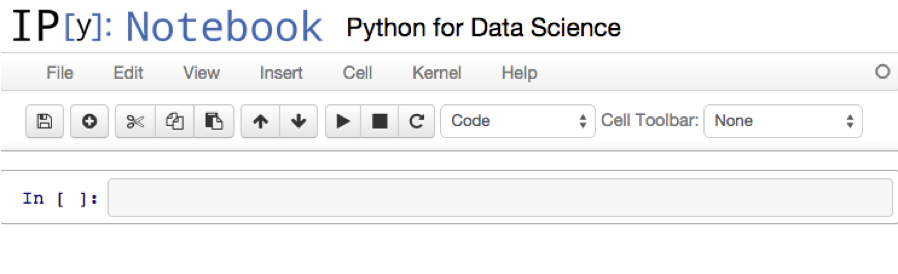 IP[y]: Notebook Python for Data Science
File Edit View Insert Cell Kernel Help
Code Cell Toolbar: None
In [ ]: